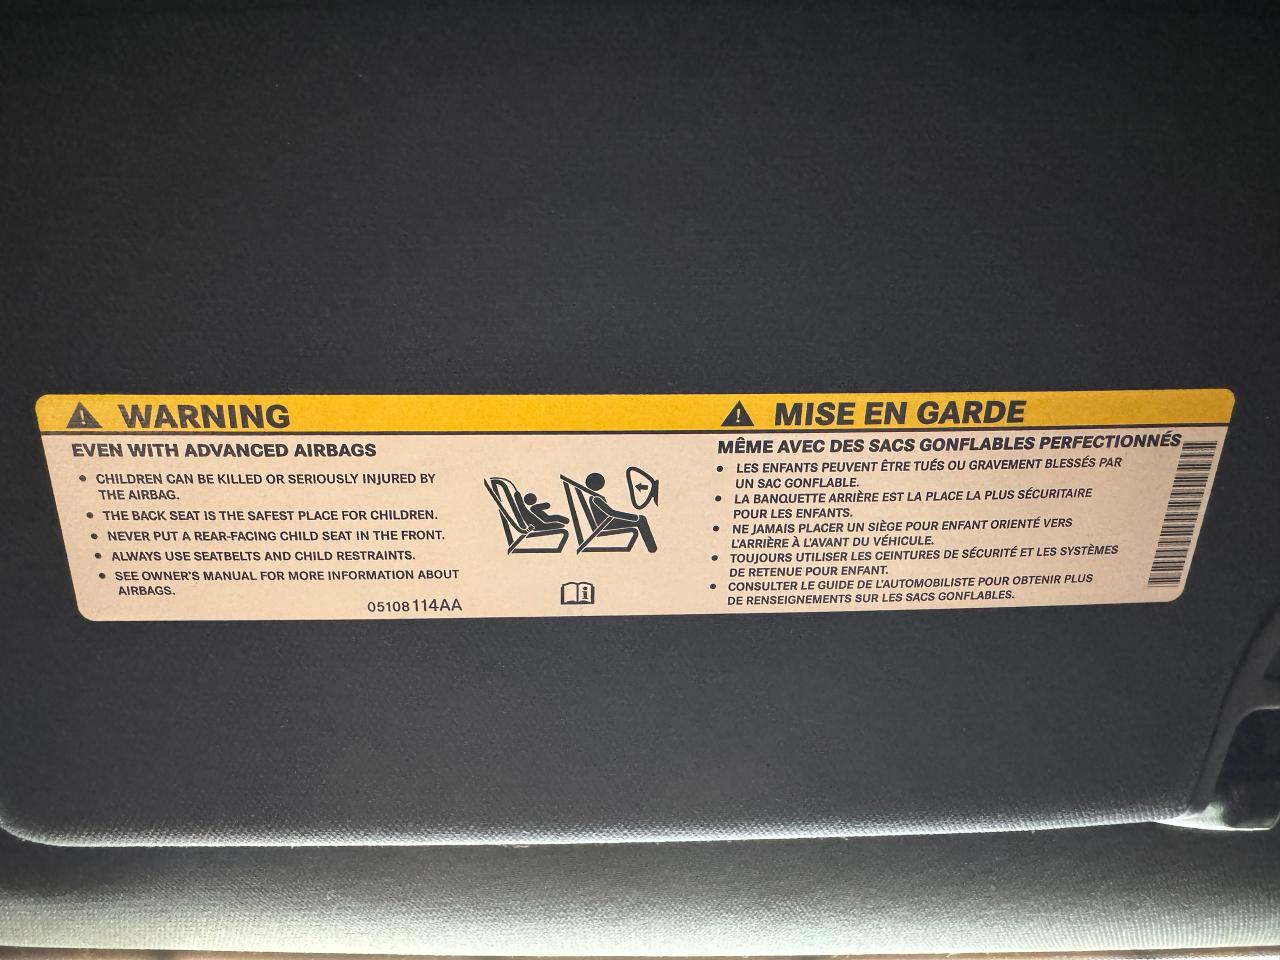 WARNING
EVEN WITH ADVANCED AIRBAGS
• CHILDREN CAN BE KILLED OR SERIOUSLY INJURED BY
THE AIRBAG.
• THE BACK SEAT IS THE SAFEST PLACE FOR CHILDREN.
• NEVER PUT A REAR-FACING CHILD SEAT IN THE FRONT.
• ALWAYS USE SEATBELTS AND CHILD RESTRAINTS.
• SEE OWNER'S MANUAL FOR MORE INFORMATION ABOUT
AIRBAGS.
05108114AA
MISE EN GARDE
MÊME AVEC DES SACS GONFLABLES PERFECTIONNÉS
• LES ENFANTS PEUVENT ÊTRE TUÉS OU GRAVEMENT BLESSÉS PAR
UN SAC GONFLABLE.
• LA BANQUETTE ARRIÈRE EST LA PLACE LA PLUS SÉCURITAIRE
POUR LES ENFANTS.
• NE JAMAIS PLACER UN SIÈGE POUR ENFANT ORIENTÉ VERS
L'ARRIÈRE À L'AVANT DU VÉHICULE.
• TOUJOURS UTILISER LES CEINTURES DE SÉCURITÉ ET LES SYSTÈMES
DE RETENUE POUR ENFANT.
• CONSULTER LE GUIDE DE L'AUTOMOBILISTE POUR OBTENIR PLUS
DE RENSEIGNEMENTS SUR LES SACS GONFLABLES.